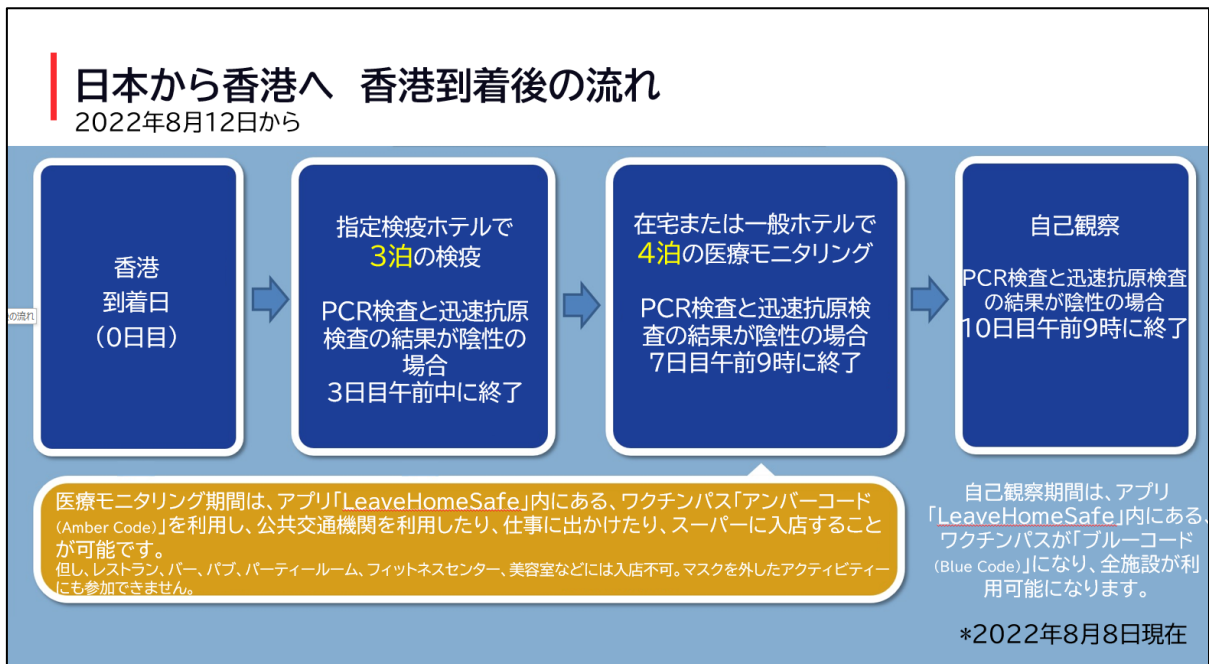 日本から香港へ　香港到着後の流れ
2022年8月12日から
香港
到着日
（0日目）
指定検疫ホテルで
3泊の検疫
PCR検査と迅速抗原
検査の結果が陰性の
場合
3日目午前中に終了
在宅または一般ホテルで
4泊の医療モニタリング
PCR検査と迅速抗原検
査の結果が陰性の場合
7日目午前9時に終了
自己観察
PCR検査と迅速抗原検査
の結果が陰性の場合
10日目午前9時に終了
の流れ
医療モニタリング期間は、アプリ「LeaveHomeSafe」内にある、ワクチンパス「アンバーコード
(Amber Code)」を利用し、公共交通機関を利用したり、仕事に出かけたり、スーパーに入店すること
が可能です。
但し、レストラン、バー、パブ、パーティールーム、フィットネスセンター、美容室などには入店不可。マスクを外したアクティビティー
にも参加できません。
自己観察期間は、アプリ
「LeaveHomeSafe」内にある、
ワクチンパスが「ブルーコード
(Blue Code)」になり、全施設が利
用可能になります。
*2022年8月8日現在